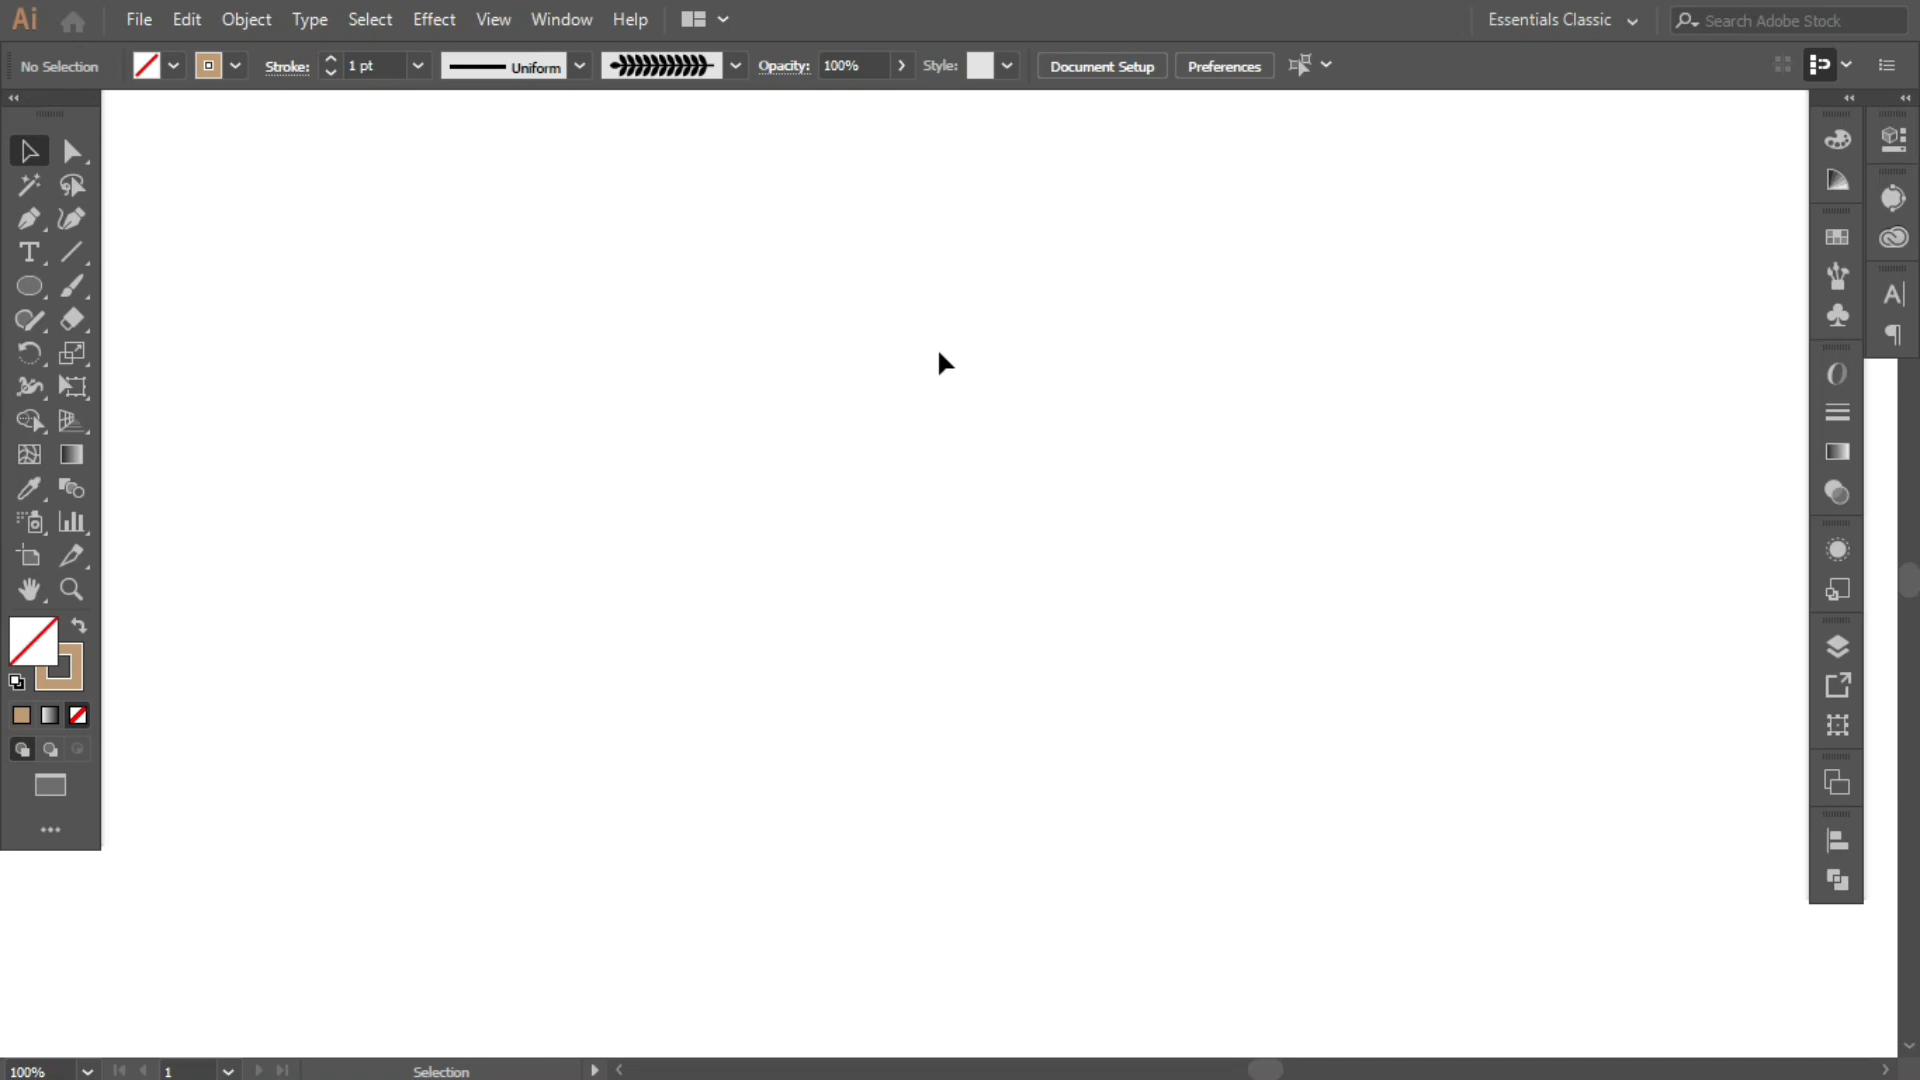 Ai File Edit Object Type Select Effect View Window Help Essentials Classic Search Adobe Stock
No Selection Stroke: 1 pt Uniform Opacity: 100% Style: Document Setup Preferences
100% 1 Selection